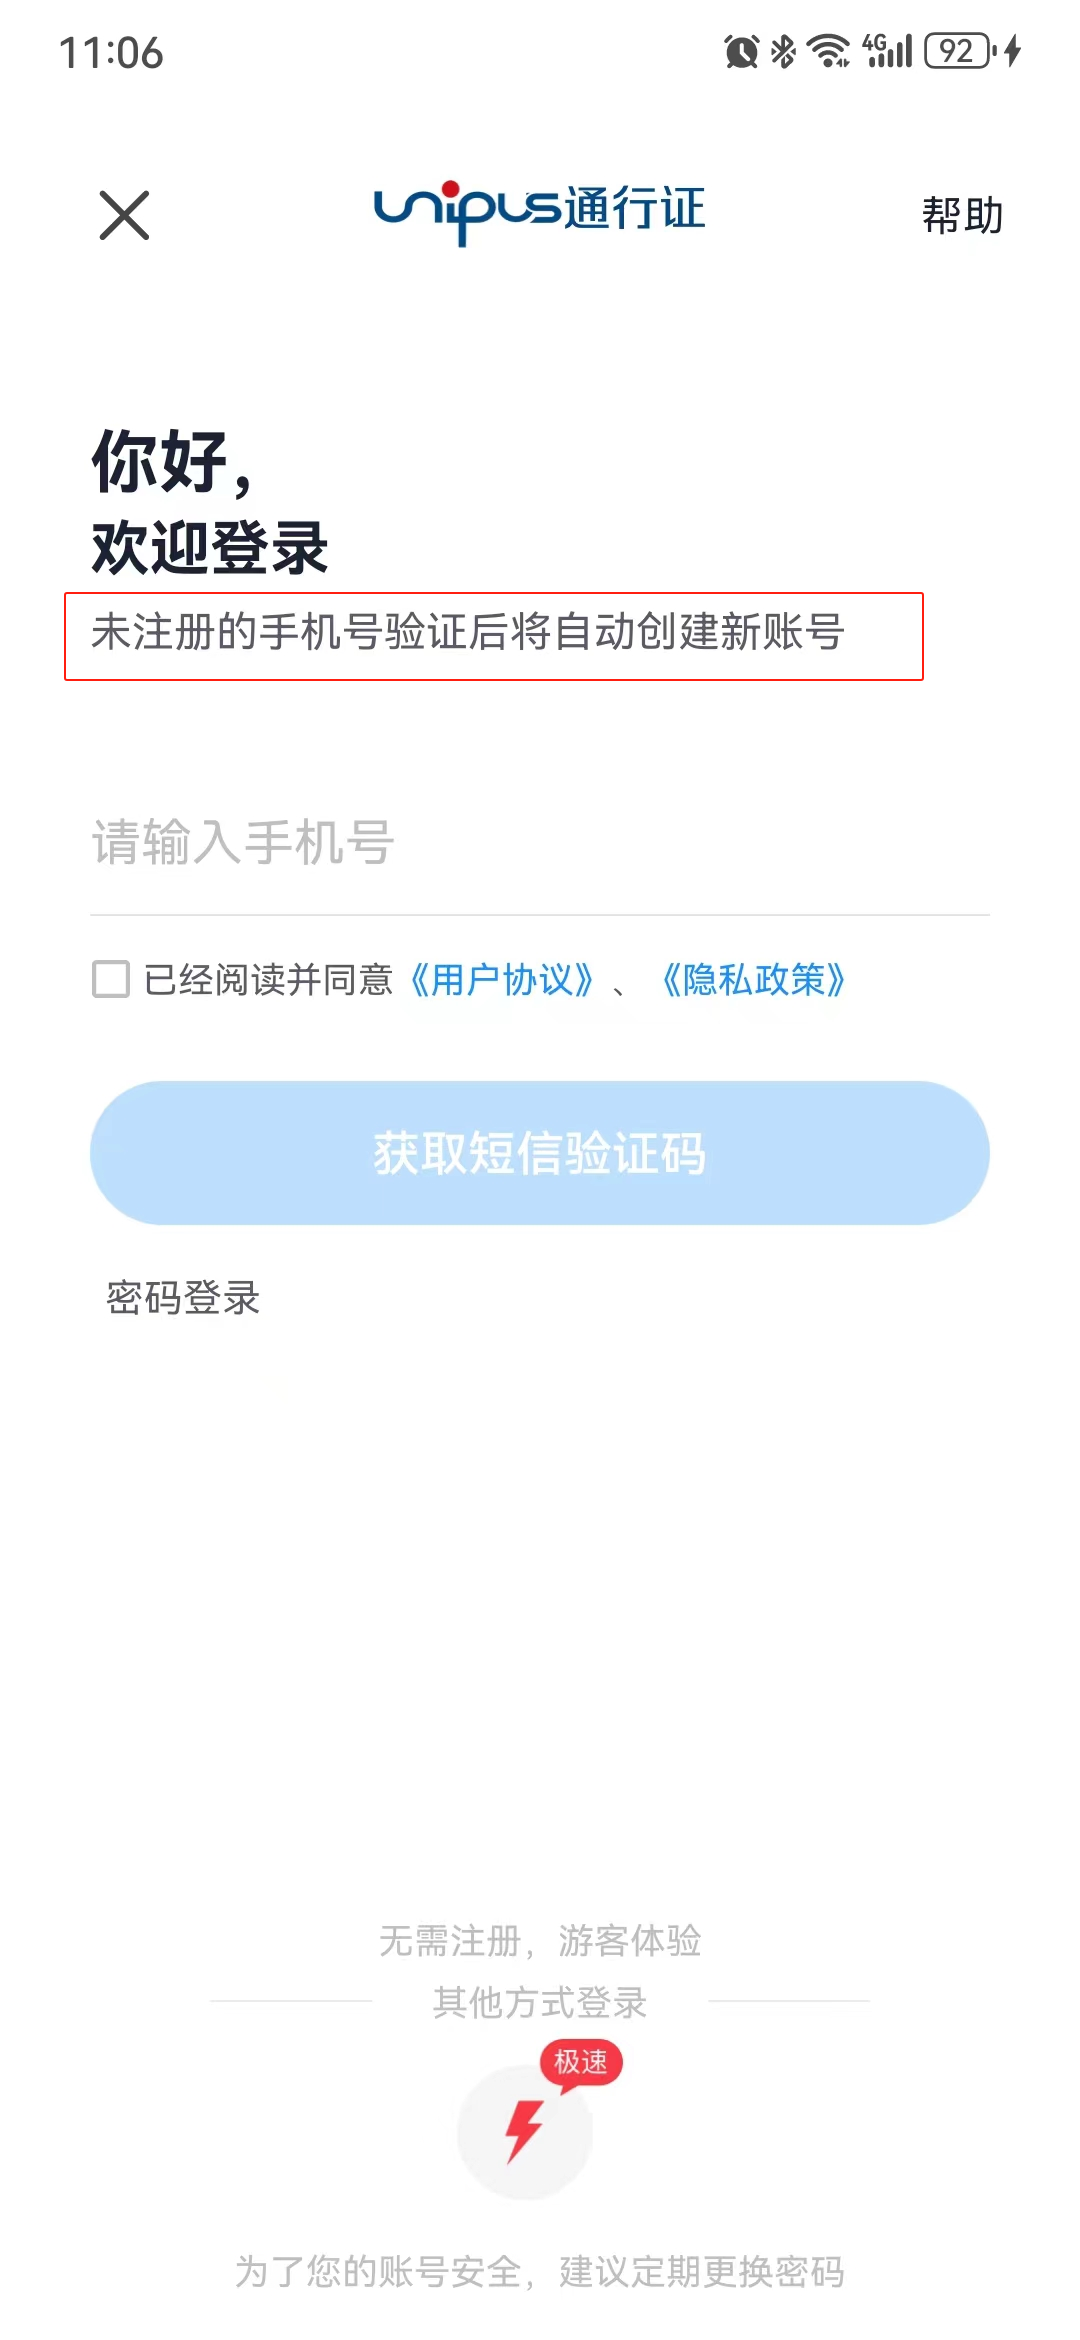 11:06
4G
92
unipus通行证
帮助
你好，
欢迎登录
未注册的手机号验证后将自动创建新账号
请输入手机号
已经阅读并同意《用户协议》、《隐私政策》
获取短信验证码
密码登录
无需注册，游客体验
其他方式登录
极速
为了您的账号安全，建议定期更换密码